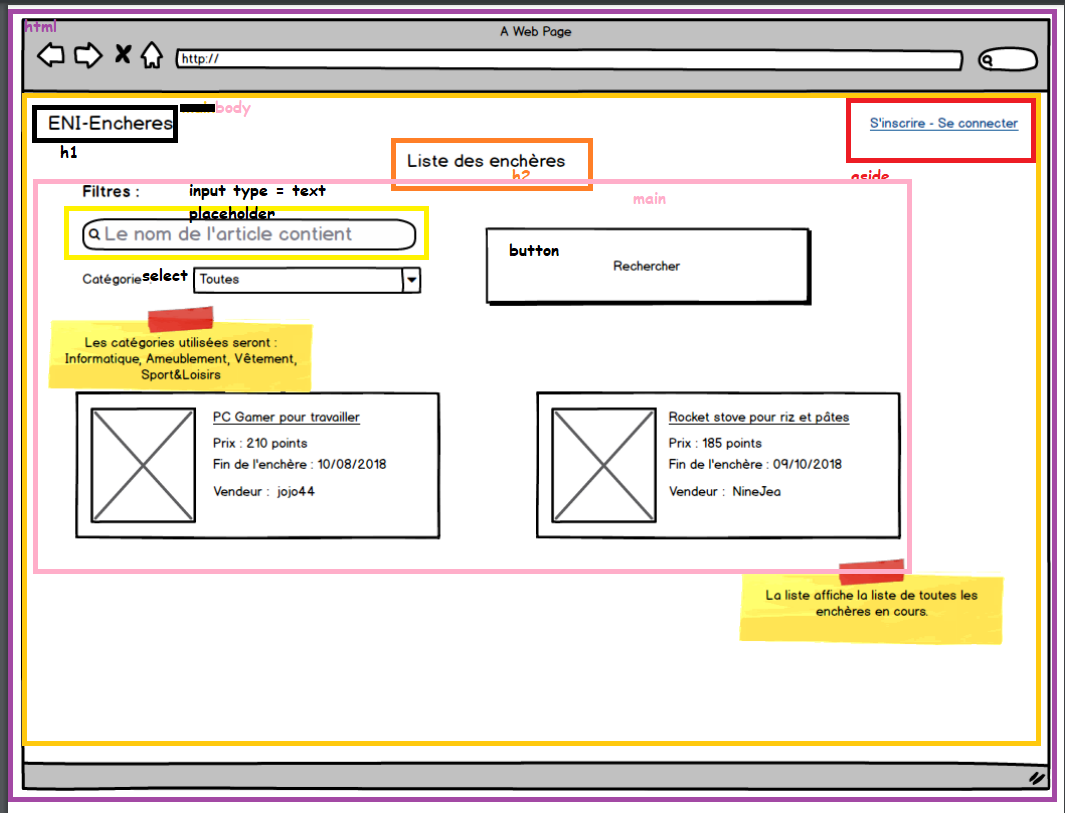 html
A Web Page
http://
body
ENI-Encheres
S'inscrire - Se connecter
h1
Liste des enchères
h2
aside
Filtres :
input type = text
main
placeholder
Le nom de l'article contient
button
Rechercher
Catégorie
select
Toutes
Les catégories utilisées seront :
Informatique, Ameublement, Vêtement,
Sport&Loisirs
PC Gamer pour travailler
Prix : 210 points
Fin de l'enchère : 10/08/2018
Vendeur : jojo44
Rocket stove pour riz et pâtes
Prix : 185 points
Fin de l'enchère : 09/10/2018
Vendeur : NineJea
La liste affiche la liste de toutes les
enchères en cours.